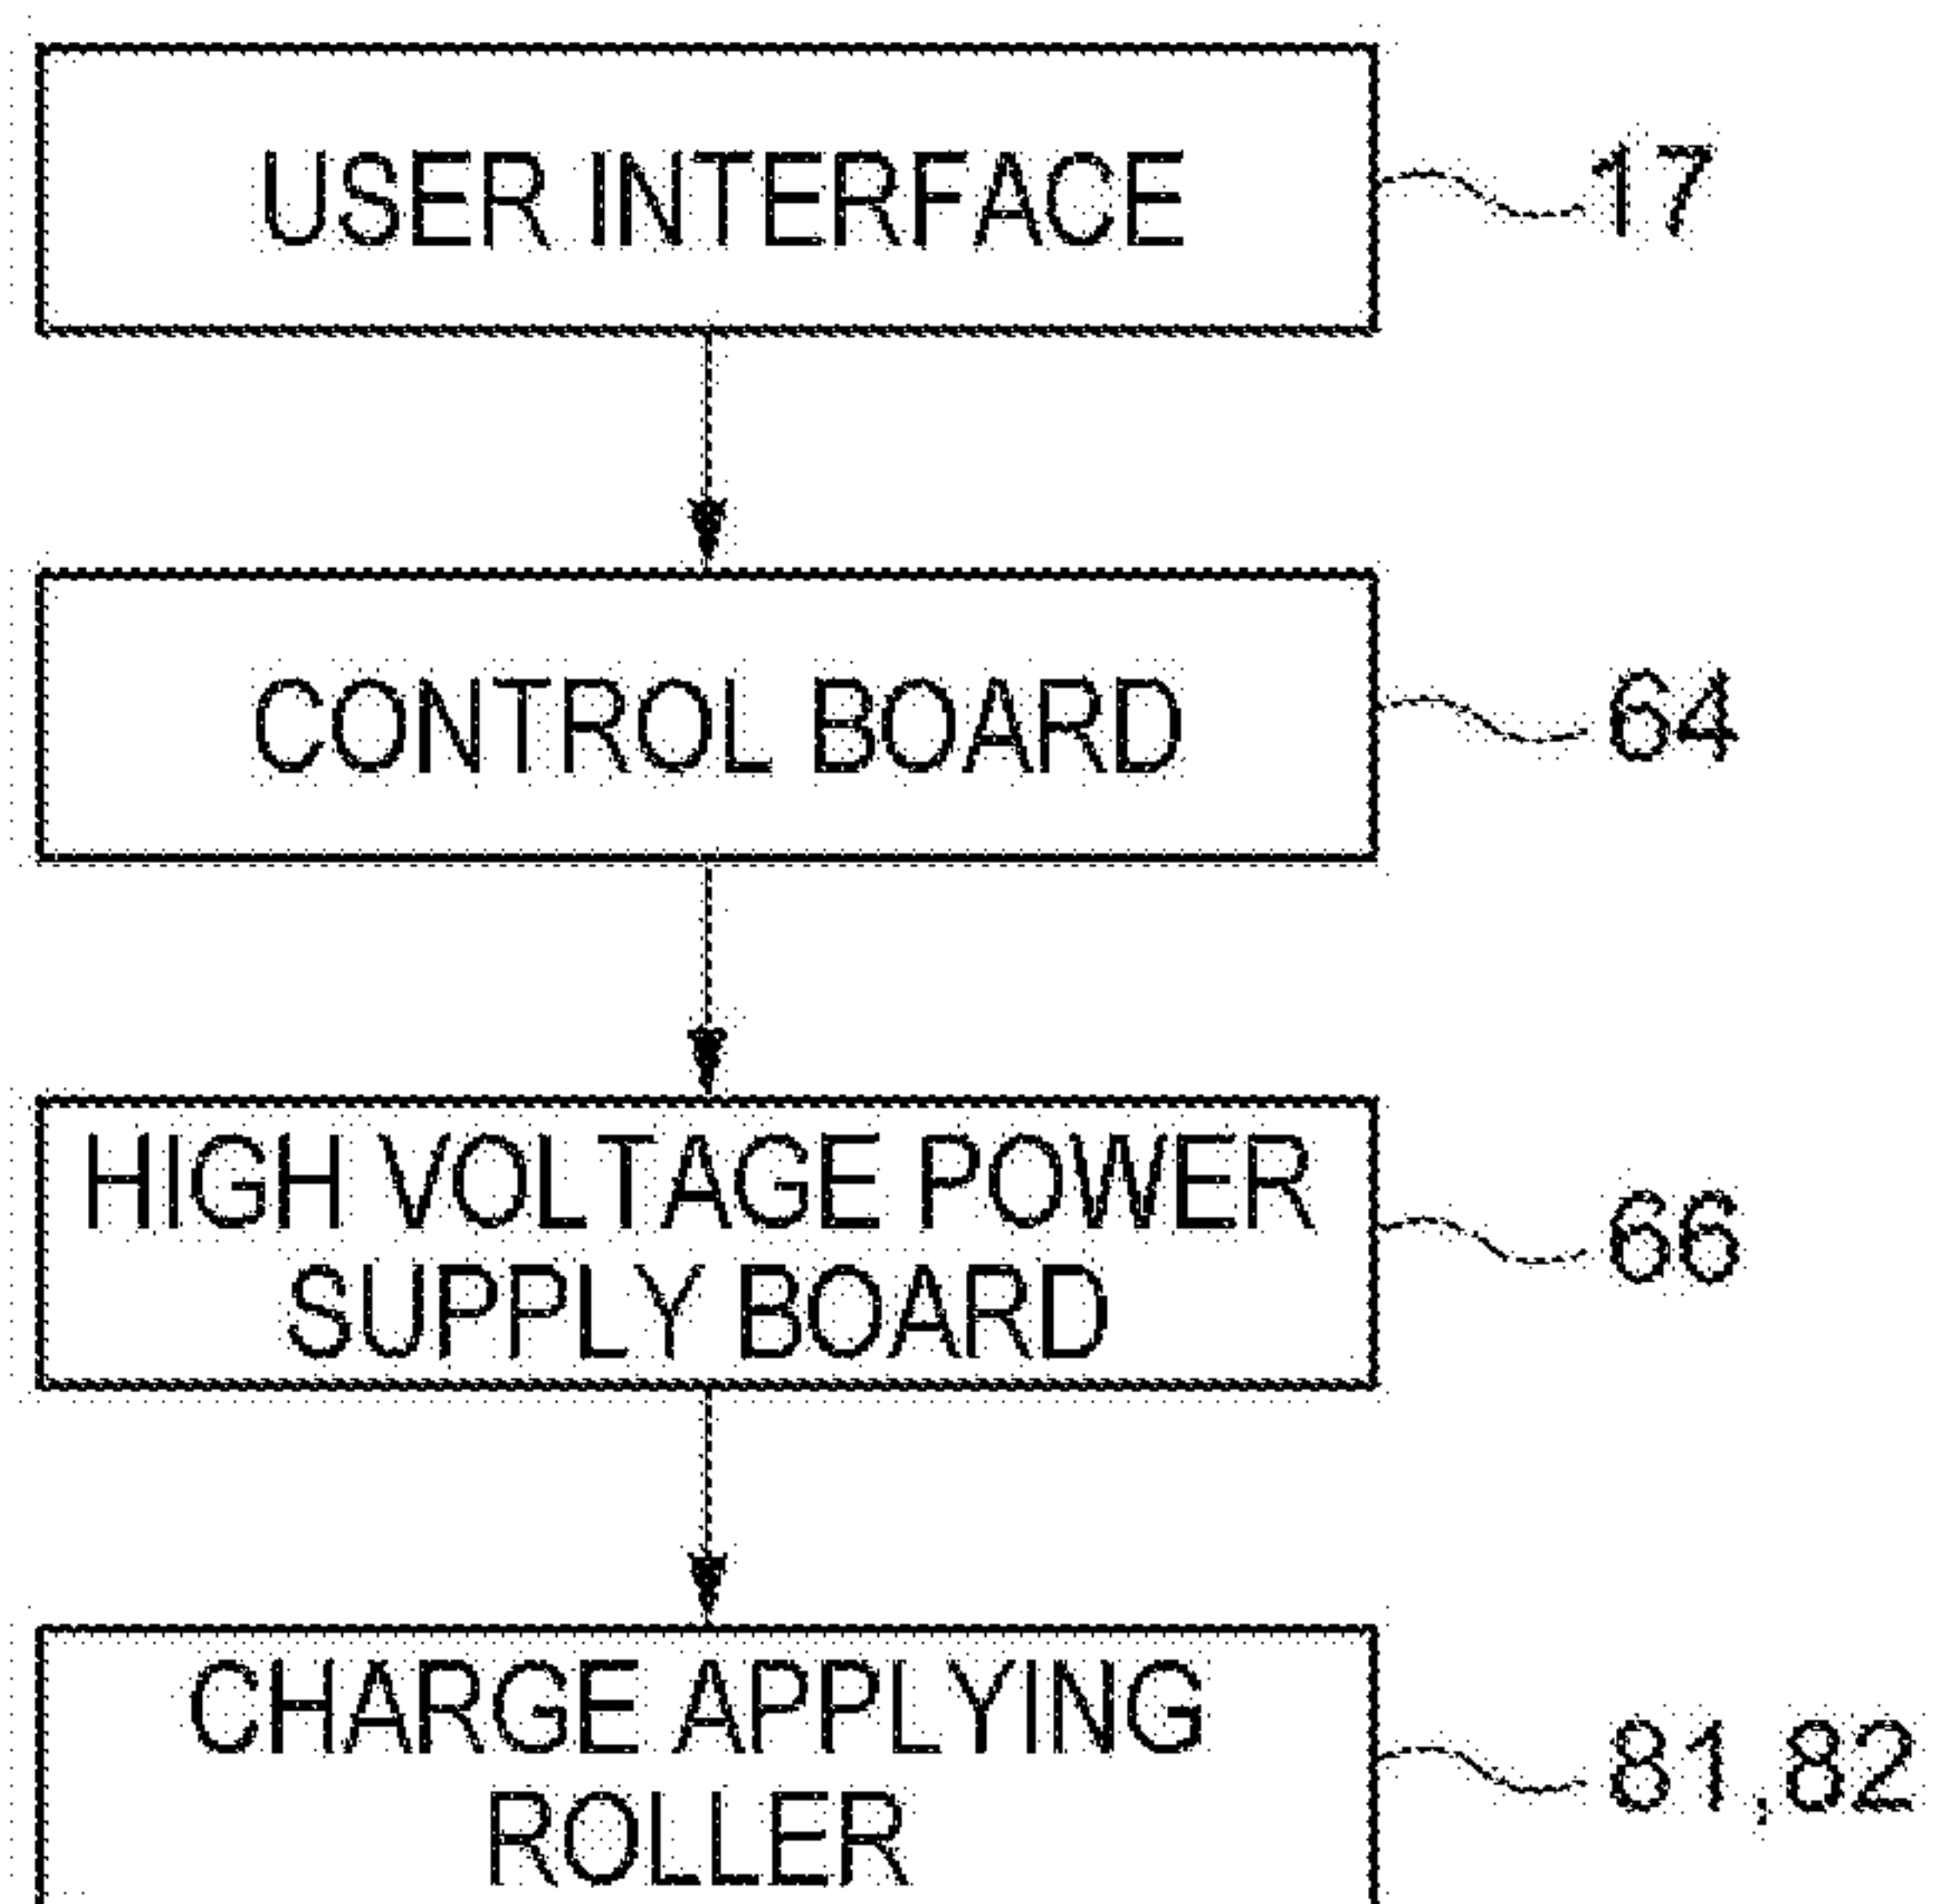 USER INTERFACE
17
CONTROL BOARD
64
HIGH VOLTAGE POWER
SUPPLY BOARD
66
CHARGE APPLYING
ROLLER
81,82